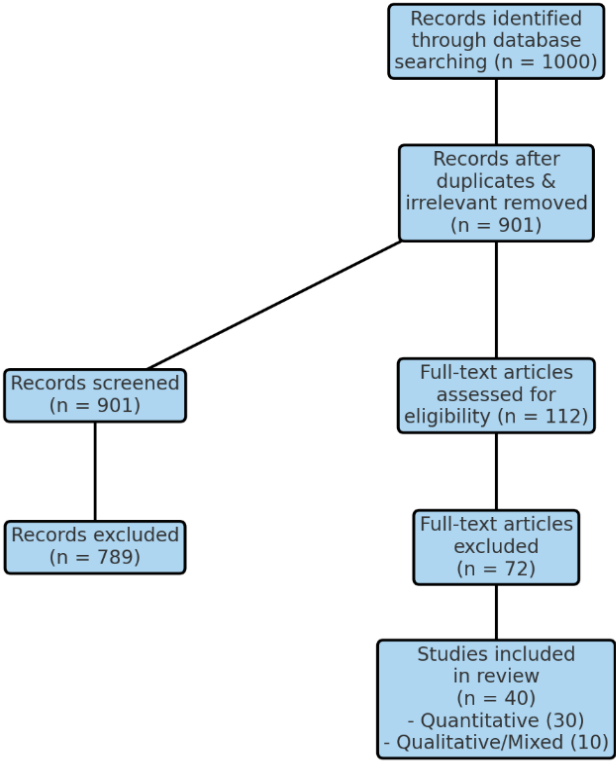 Records identified
through database
searching (n = 1000)
Records after
duplicates &
irrelevant removed
(n = 901)
Records screened
(n = 901)
Full-text articles
assessed for
eligibility (n = 112)
Records excluded
(n = 789)
Full-text articles
excluded
(n = 72)
Studies included
in review
(n = 40)
- Quantitative (30)
- Qualitative/Mixed (10)